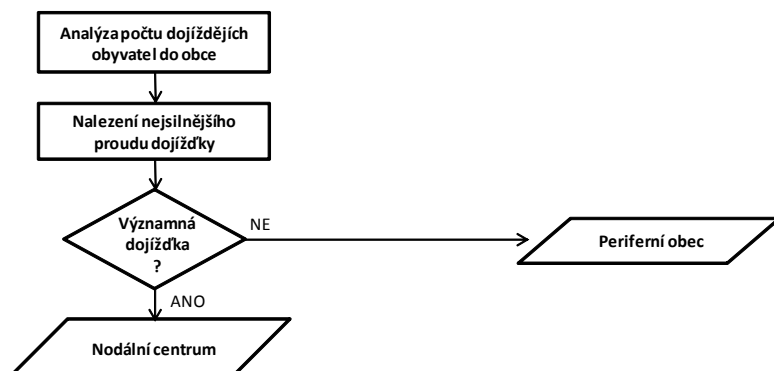 Analýza počtu dojíždějích
obyvatel do obce
Nalezení nejsilnějšího
proudu dojížďky
Významná
dojížďka
?
NE
Periferní obec
ANO
Nodální centrum